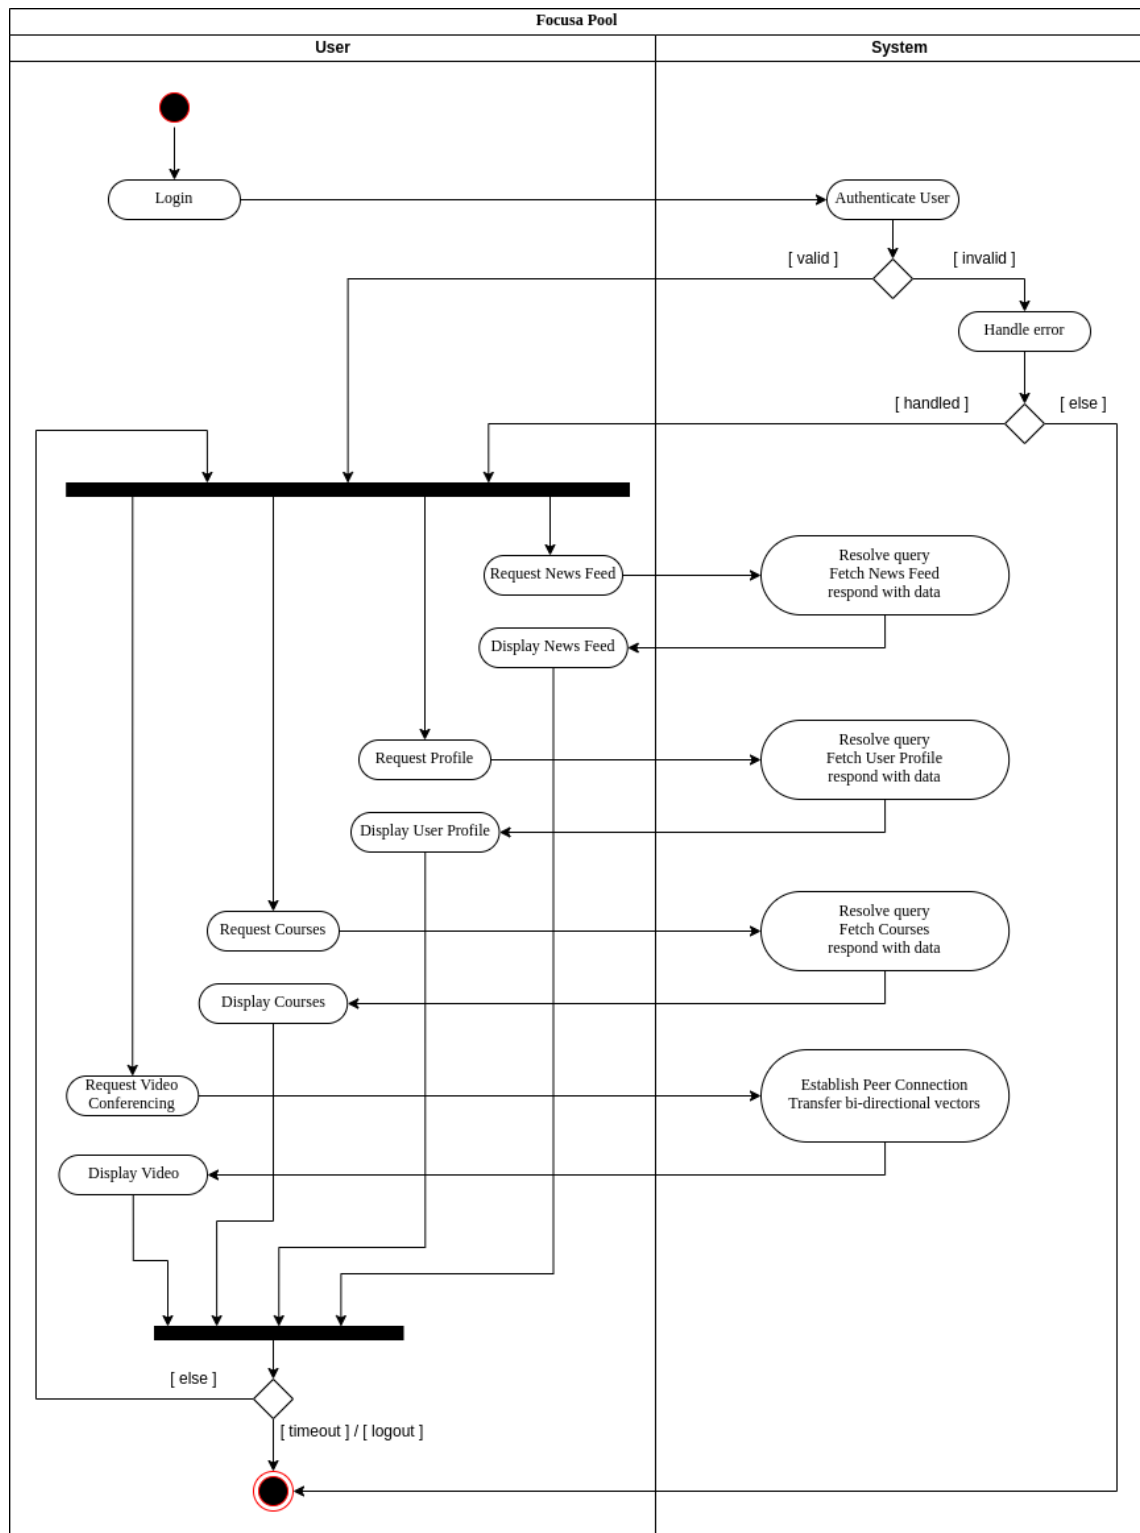 Focusa Pool
User
System
Login
Authenticate User
[ valid ]
[ invalid ]
Handle error
[ handled ]
[ else ]
Request News Feed
Resolve query
Fetch News Feed
respond with data
Display News Feed
Request Profile
Resolve query
Fetch User Profile
respond with data
Display User Profile
Request Courses
Resolve query
Fetch Courses
respond with data
Display Courses
Request Video
Conferencing
Establish Peer Connection
Transfer bi-directional vectors
Display Video
[ else ]
[ timeout ] / [ logout ]